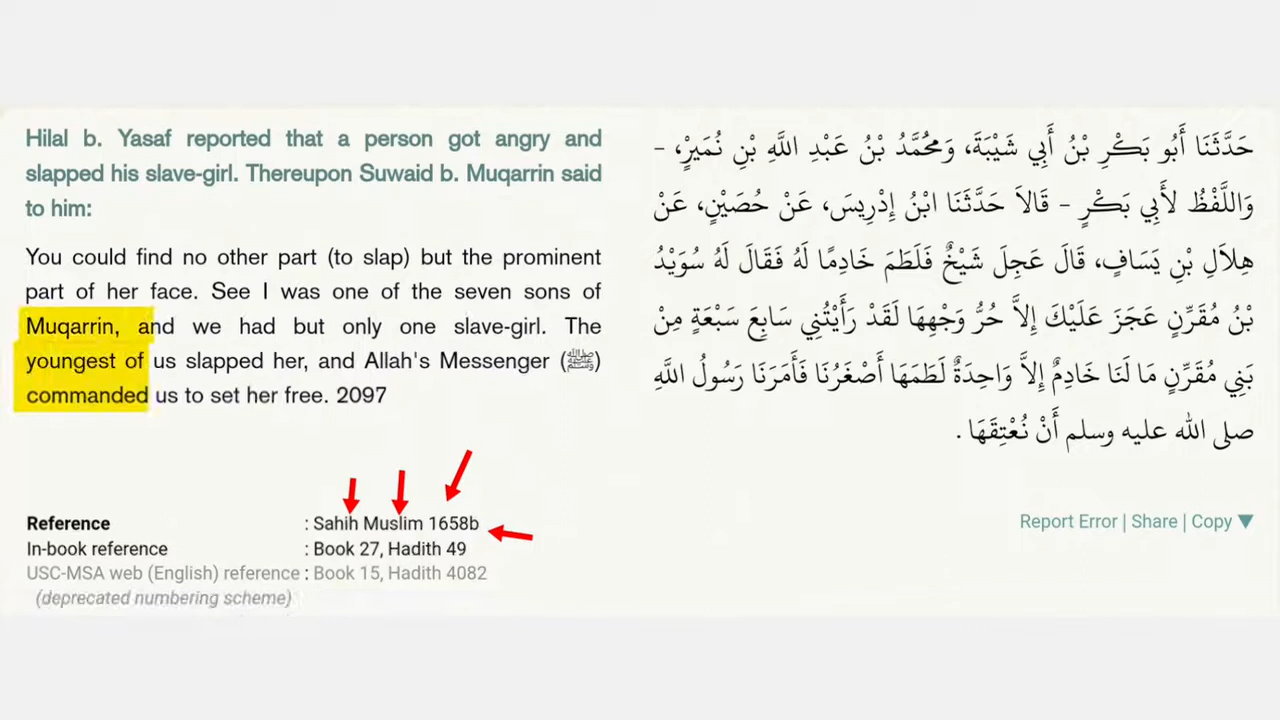 Hilal b. Yasaf reported that a person got angry and
slapped his slave-girl. Thereupon Suwaid b. Muqarrin said
to him:
You could find no other part (to slap) but the prominent
part of her face. See I was one of the seven sons of
Muqarrin, and we had but only one slave-girl. The
youngest of us slapped her, and Allah's Messenger (ﷺ)
commanded us to set her free. 2097
Reference : Sahih Muslim 1658b
In-book reference : Book 27, Hadith 49
USC-MSA web (English) reference : Book 15, Hadith 4082
(deprecated numbering scheme)
حَدَّثَنَا أَبُو بَكْرِ بْنُ أَبِي شَيْبَةَ، وَمُحَمَّدُ بْنُ عَبْدِ اللَّهِ بْنِ نُمَيْرٍ، -
وَاللَّفْظُ لأَبِي بَكْرٍ - قَالاَ حَدَّثَنَا ابْنُ إِدْرِيسَ، عَنْ حُصَيْنٍ، عَنْ
هِلاَلِ بْنِ يَسَافٍ، قَالَ عَجِلَ شَيْخٌ فَلَطَمَ خَادِمًا لَهُ فَقَالَ لَهُ سُوَيْدُ
بْنُ مُقَرِّنٍ عَجَزَ عَلَيْكَ إِلاَّ حُرُّ وَجْهِهَا لَقَدْ رَأَيْتُنِي سَابِعَ سَبْعَةٍ مِنْ
بَنِي مُقَرِّنٍ مَا لَنَا خَادِمٌ إِلاَّ وَاحِدَةٌ لَطَمَهَا أَصْغَرُنَا فَأَمَرَنَا رَسُولُ اللَّهِ
صلى الله عليه وسلم أَنْ نُعْتِقَهَا .
Report Error | Share | Copy ▼